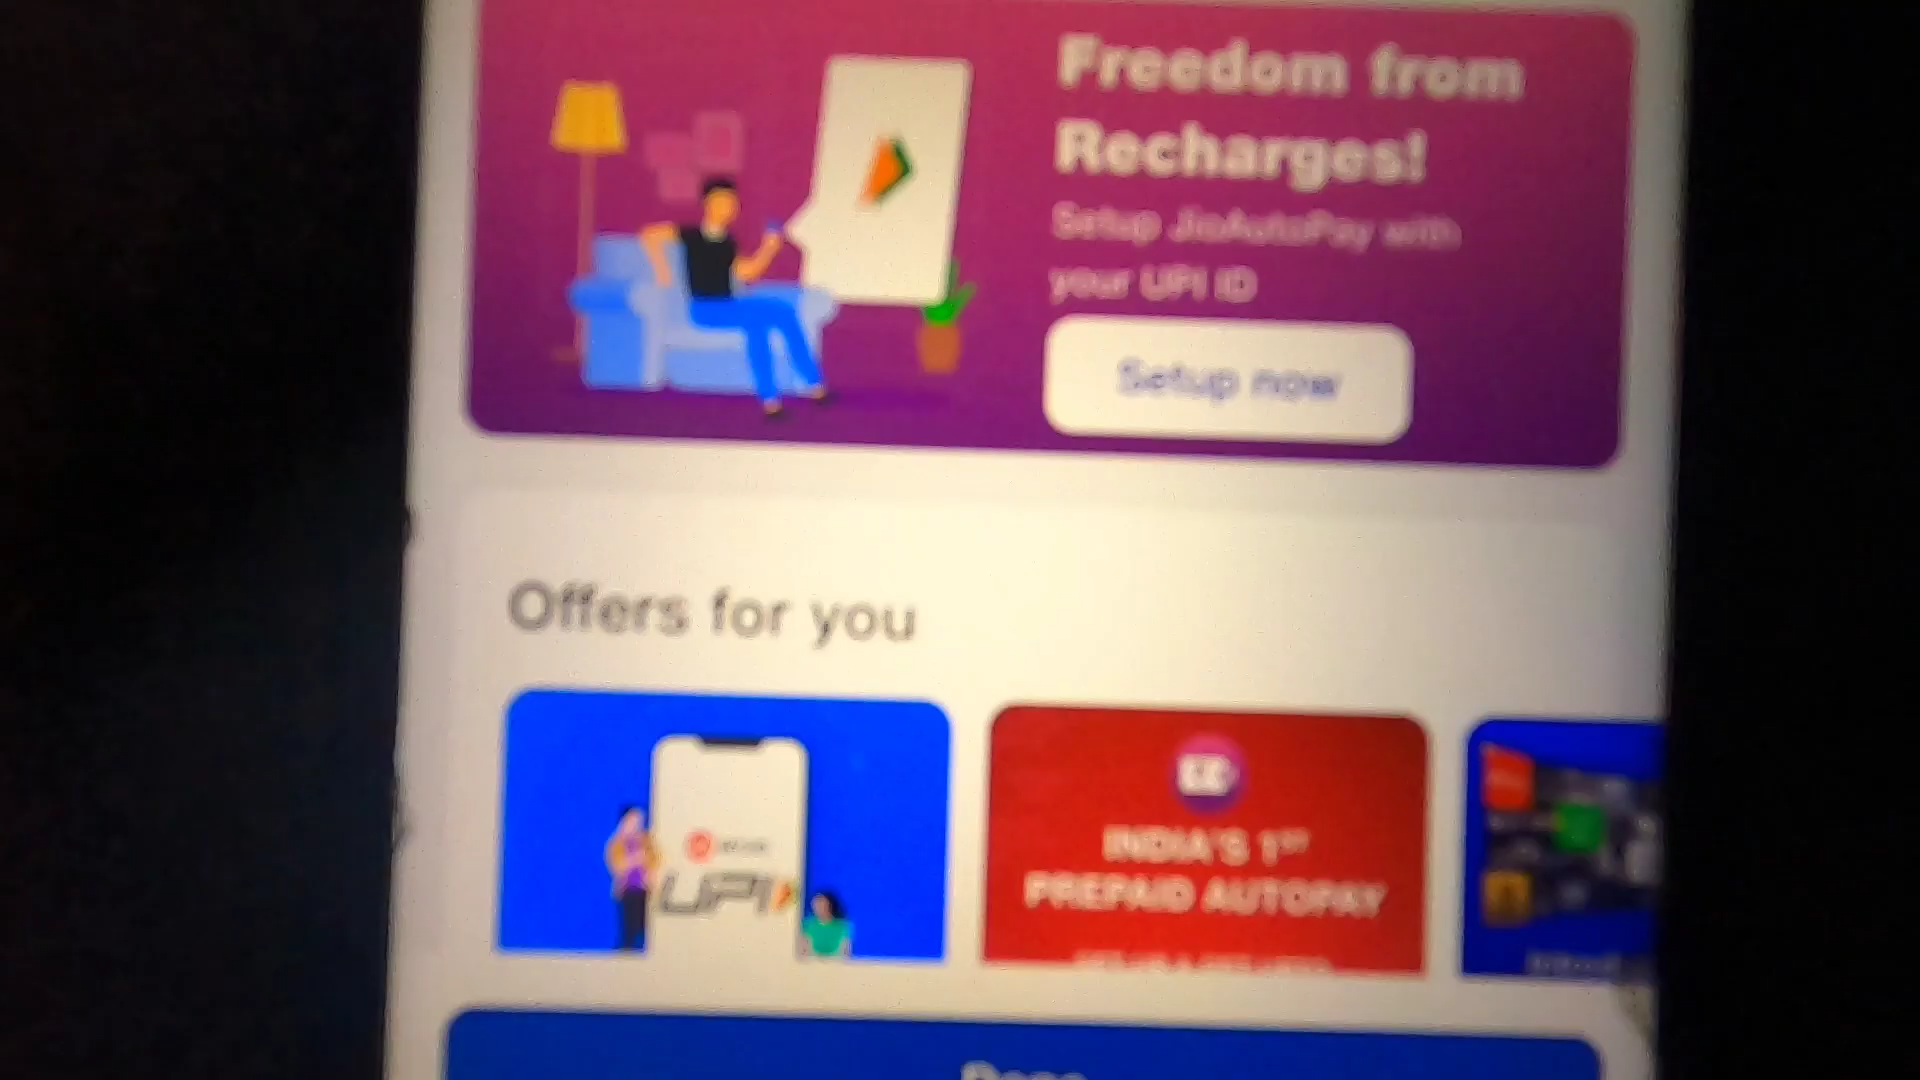 Freedom from
Recharges!
Setup JioAutoPay with
your UPI ID
Setup now
Offers for you
UPI
INDIA'S 1ST
PREPAID AUTOPAY
Done